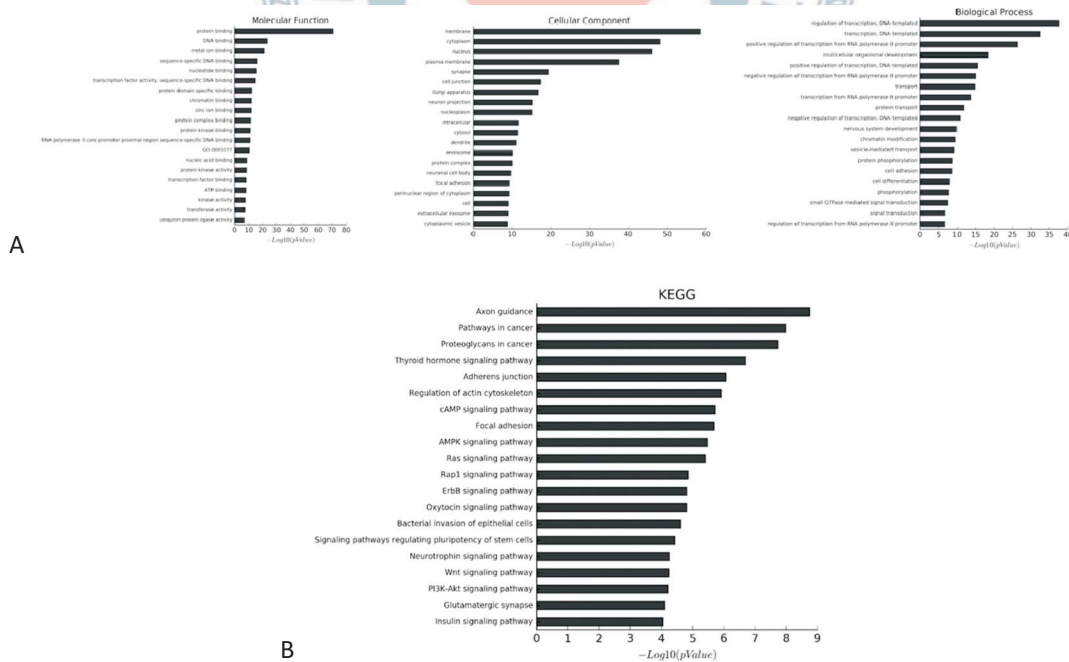 Molecular Function
protein binding
DNA binding
metal ion binding
sequence-specific DNA binding
nucleotide binding
transcription factor activity, sequence-specific DNA binding
protein domain specific binding
chromatin binding
zinc ion binding
protein complex binding
protein kinase binding
RNA polymerase II core promoter proximal region sequence-specific DNA binding
GO:0001077
nucleic acid binding
protein kinase activity
transcription factor binding
ATP binding
kinase activity
transferase activity
ubiquitin protein ligase activity
0 10 20 30 40 50 60 70 80
−Log10(pValue)
Cellular Component
membrane
cytoplasm
nucleus
plasma membrane
synapse
cell junction
Golgi apparatus
neuron projection
nucleoplasm
intracellular
cytosol
dendrite
endosome
protein complex
neuronal cell body
focal adhesion
perinuclear region of cytoplasm
cell
extracellular exosome
cytoplasmic vesicle
0 10 20 30 40 50 60
−Log10(pValue)
Biological Process
regulation of transcription, DNA-templated
transcription, DNA-templated
positive regulation of transcription from RNA polymerase II promoter
multicellular organismal development
positive regulation of transcription, DNA-templated
negative regulation of transcription from RNA polymerase II promoter
transport
transcription from RNA polymerase II promoter
protein transport
negative regulation of transcription, DNA-templated
nervous system development
chromatin modification
vesicle-mediated transport
protein phosphorylation
cell adhesion
cell differentiation
phosphorylation
small GTPase mediated signal transduction
signal transduction
regulation of transcription from RNA polymerase II promoter
0 5 10 15 20 25 30 35 40
−Log10(pValue)
A
KEGG
Axon guidance
Pathways in cancer
Proteoglycans in cancer
Thyroid hormone signaling pathway
Adherens junction
Regulation of actin cytoskeleton
cAMP signaling pathway
Focal adhesion
AMPK signaling pathway
Ras signaling pathway
Rap1 signaling pathway
ErbB signaling pathway
Oxytocin signaling pathway
Bacterial invasion of epithelial cells
Signaling pathways regulating pluripotency of stem cells
Neurotrophin signaling pathway
Wnt signaling pathway
PI3K-Akt signaling pathway
Glutamatergic synapse
Insulin signaling pathway
0 1 2 3 4 5 6 7 8 9
−Log10(pValue)
B